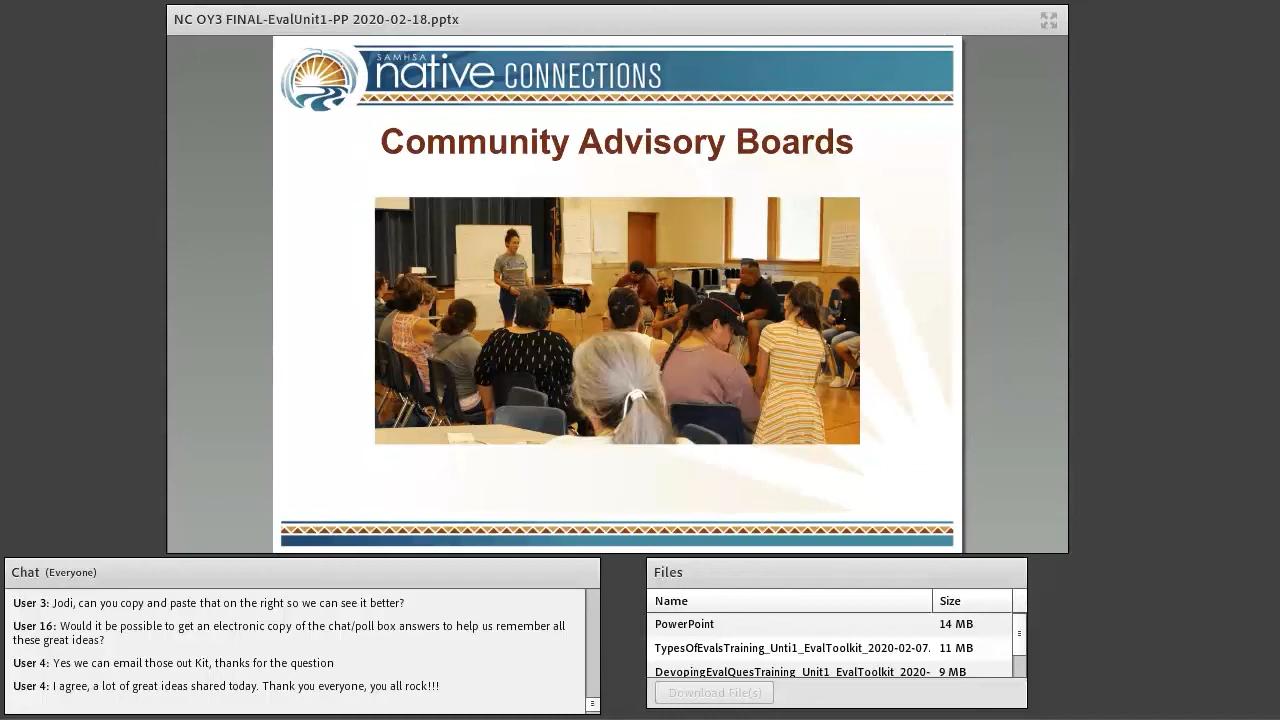 NC OY3 FINAL-EvalUnit1-PP 2020-02-18.pptx
SAMHSA
native CONNECTIONS
Community Advisory Boards
Chat (Everyone)
User 3: Jodi, can you copy and paste that on the right so we can see it better?
User 16: Would it be possible to get an electronic copy of the chat/poll box answers to help us remember all
these great ideas?
User 4: Yes we can email those out Kit, thanks for the question
User 4: I agree, a lot of great ideas shared today. Thank you everyone, you all rock!!!
Files
Name Size
PowerPoint 14 MB
TypesOfEvalsTraining_Unti1_EvalToolkit_2020-02-07. 11 MB
DevopingEvalQuesTraining_Unit1_EvalToolkit_2020- 9 MB
Download File(s)